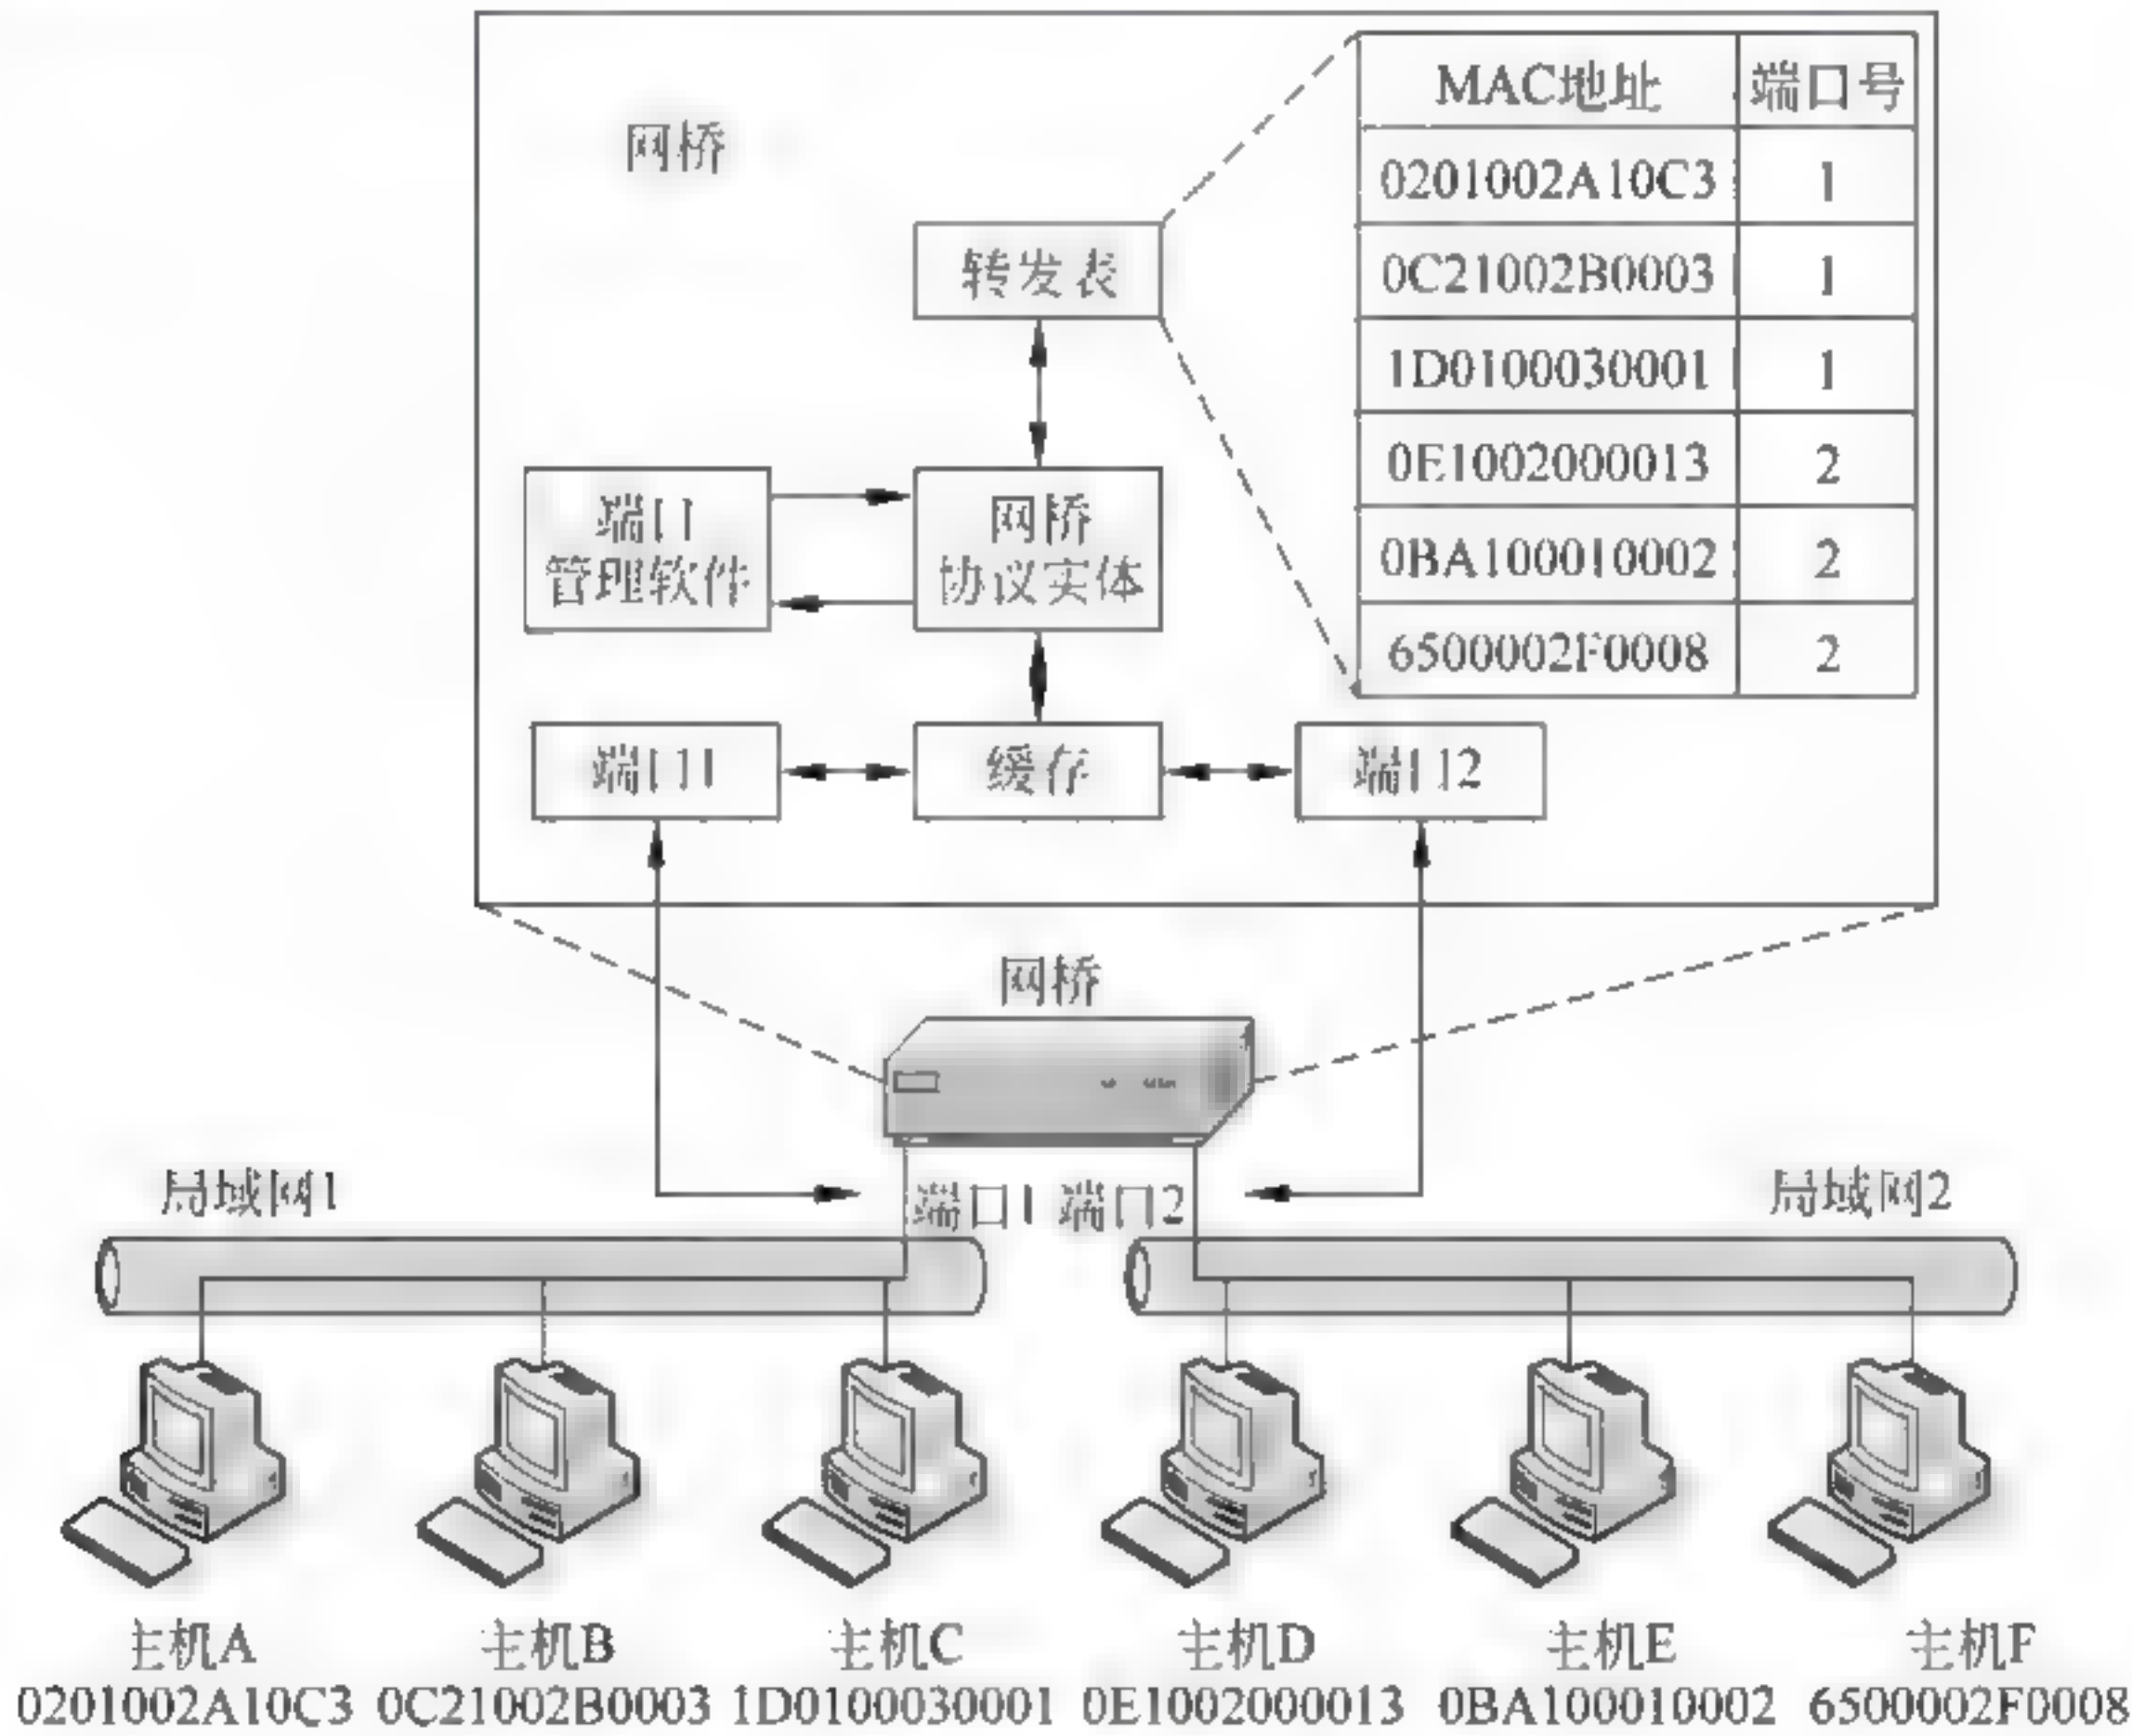 网桥
MAC地址 端口号
0201002A10C3 1
0C21002B0003 1
1D0100030001 1
0E1002000013 2
0BA100010002 2
6500002F0008 2
转发表
端口
管理软件
网桥
协议实体
端口1
缓存
端口2
网桥
局域网1
端口1 端口2
局域网2
主机A
0201002A10C3
主机B
0C21002B0003
主机C
1D0100030001
主机D
0E1002000013
主机E
0BA100010002
主机F
6500002F0008